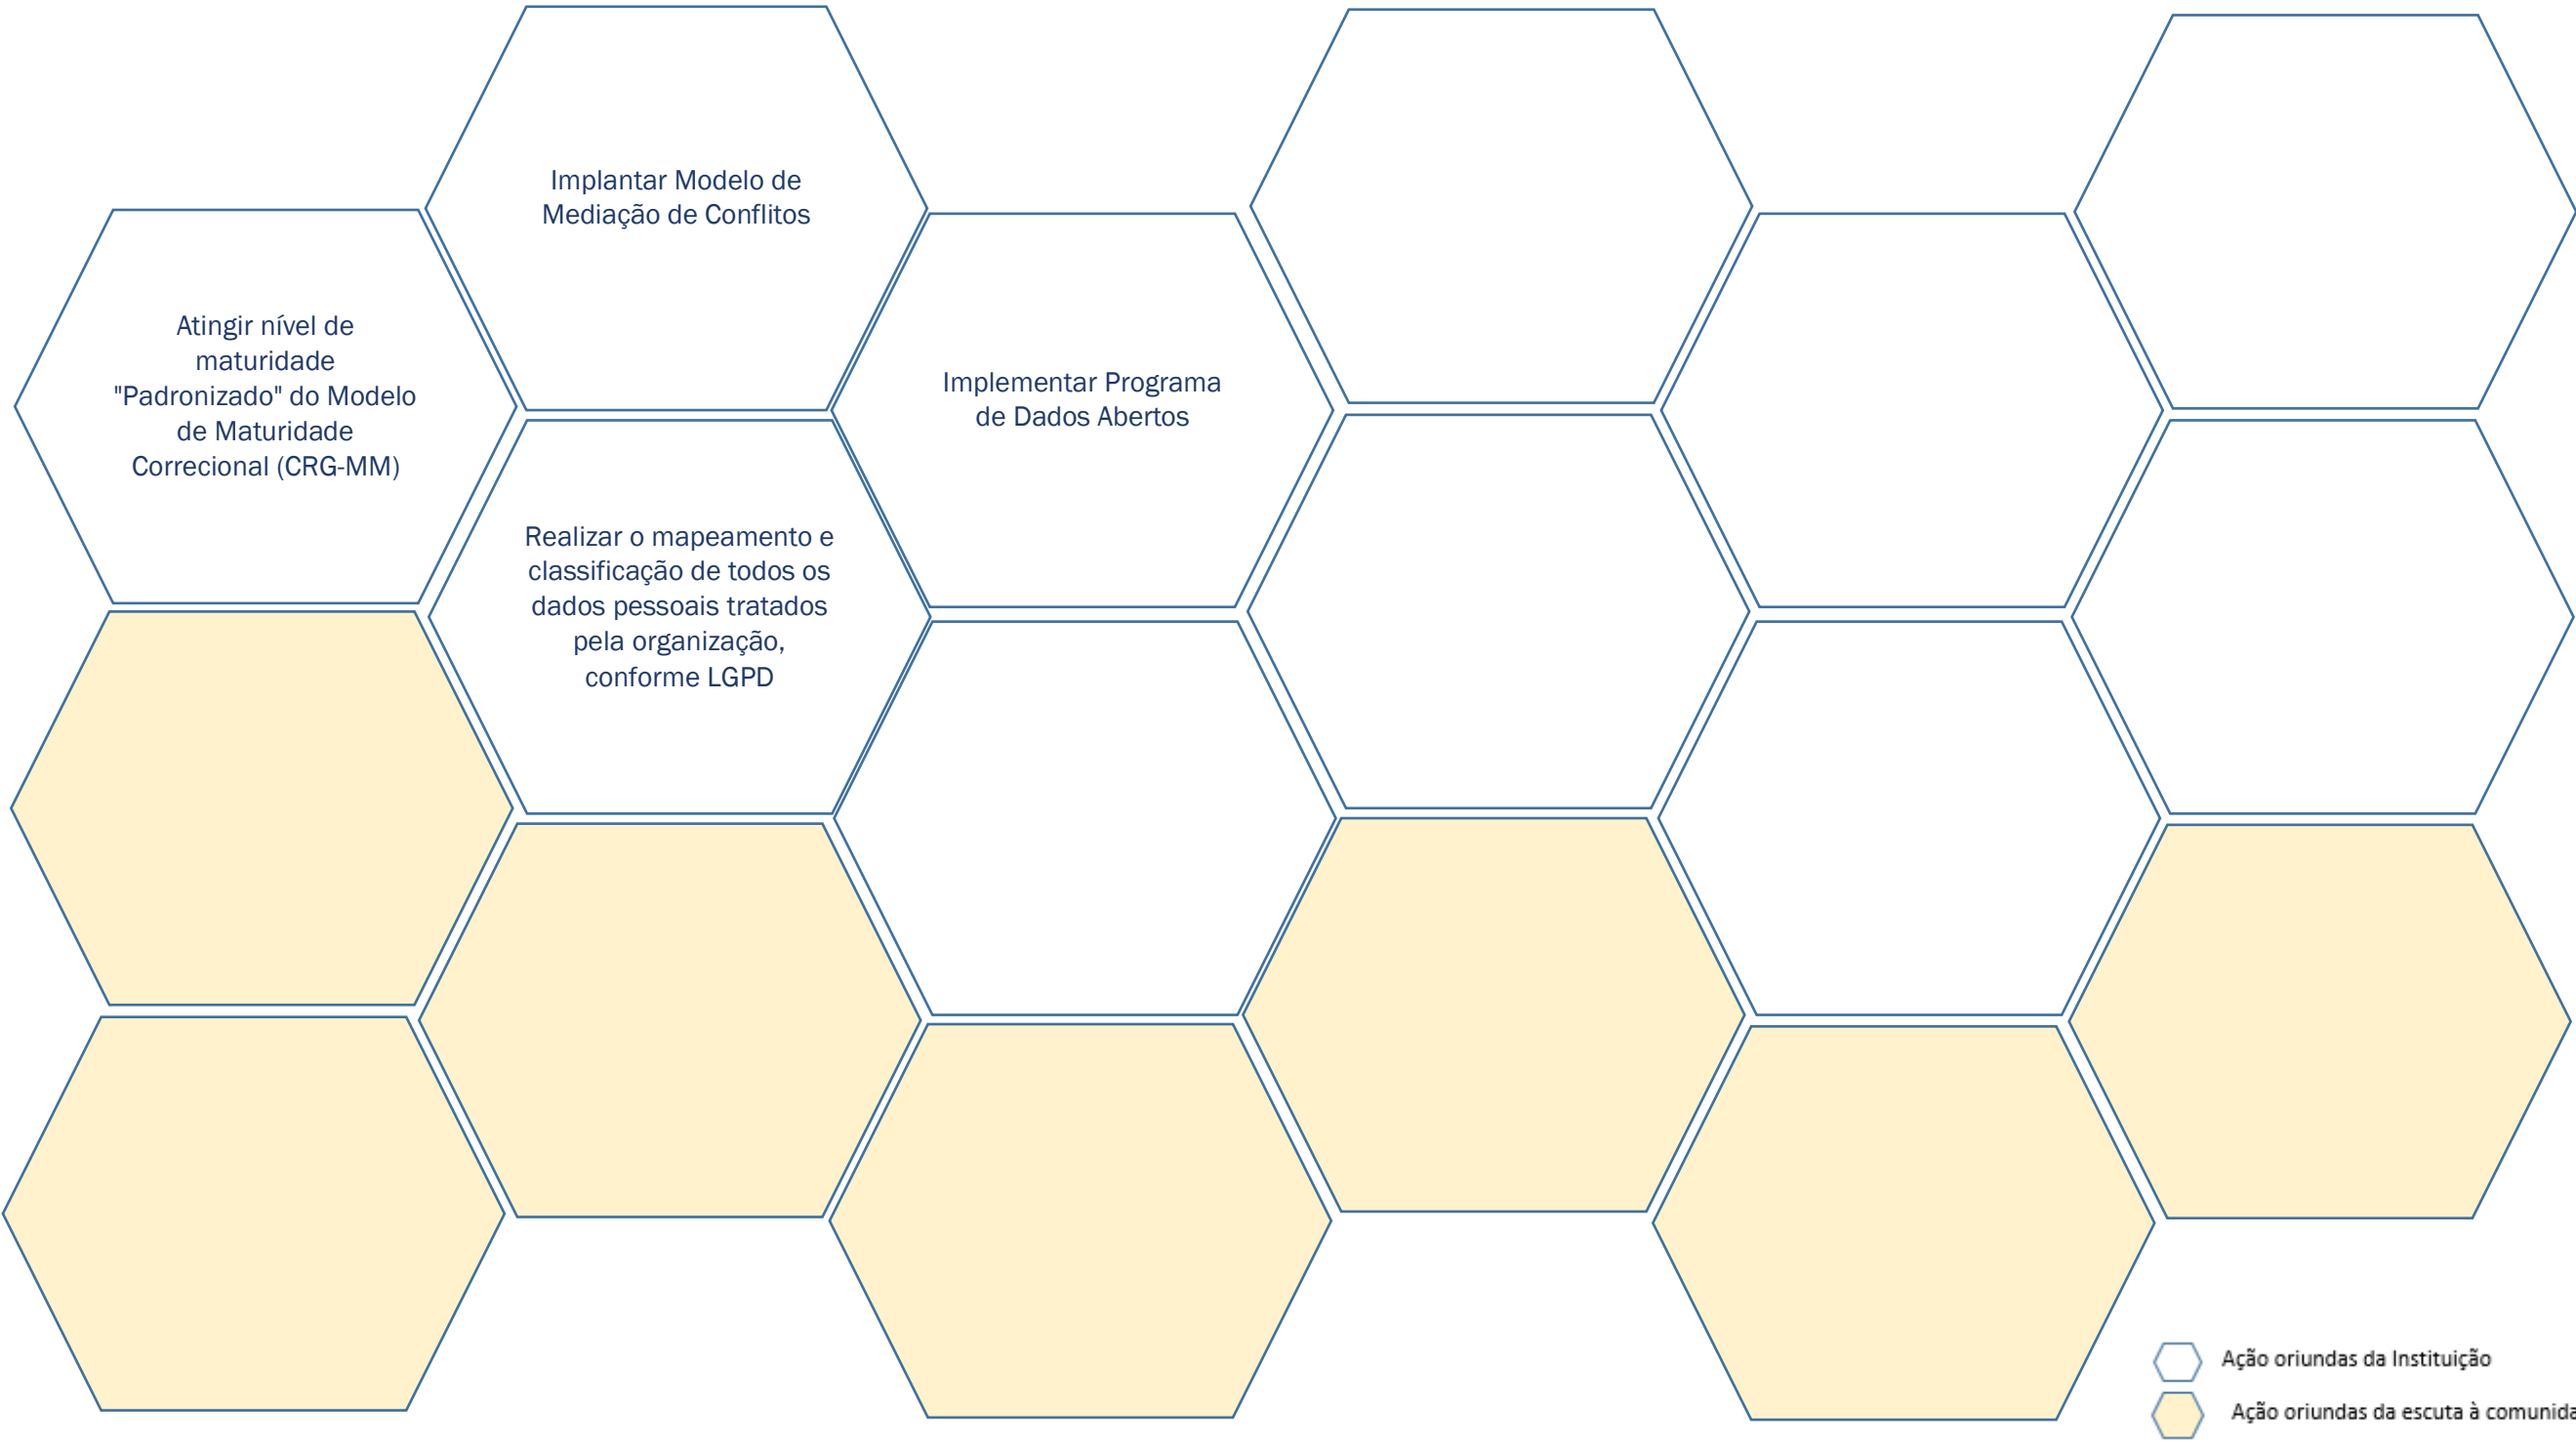 Implantar Modelo de
Mediação de Conflitos
Atingir nível de
maturidade
"Padronizado" do Modelo
de Maturidade
Correcional (CRG-MM)
Implementar Programa
de Dados Abertos
Realizar o mapeamento e
classificação de todos os
dados pessoais tratados
pela organização,
conforme LGPD
Ação oriundas da Instituição
Ação oriundas da escuta à